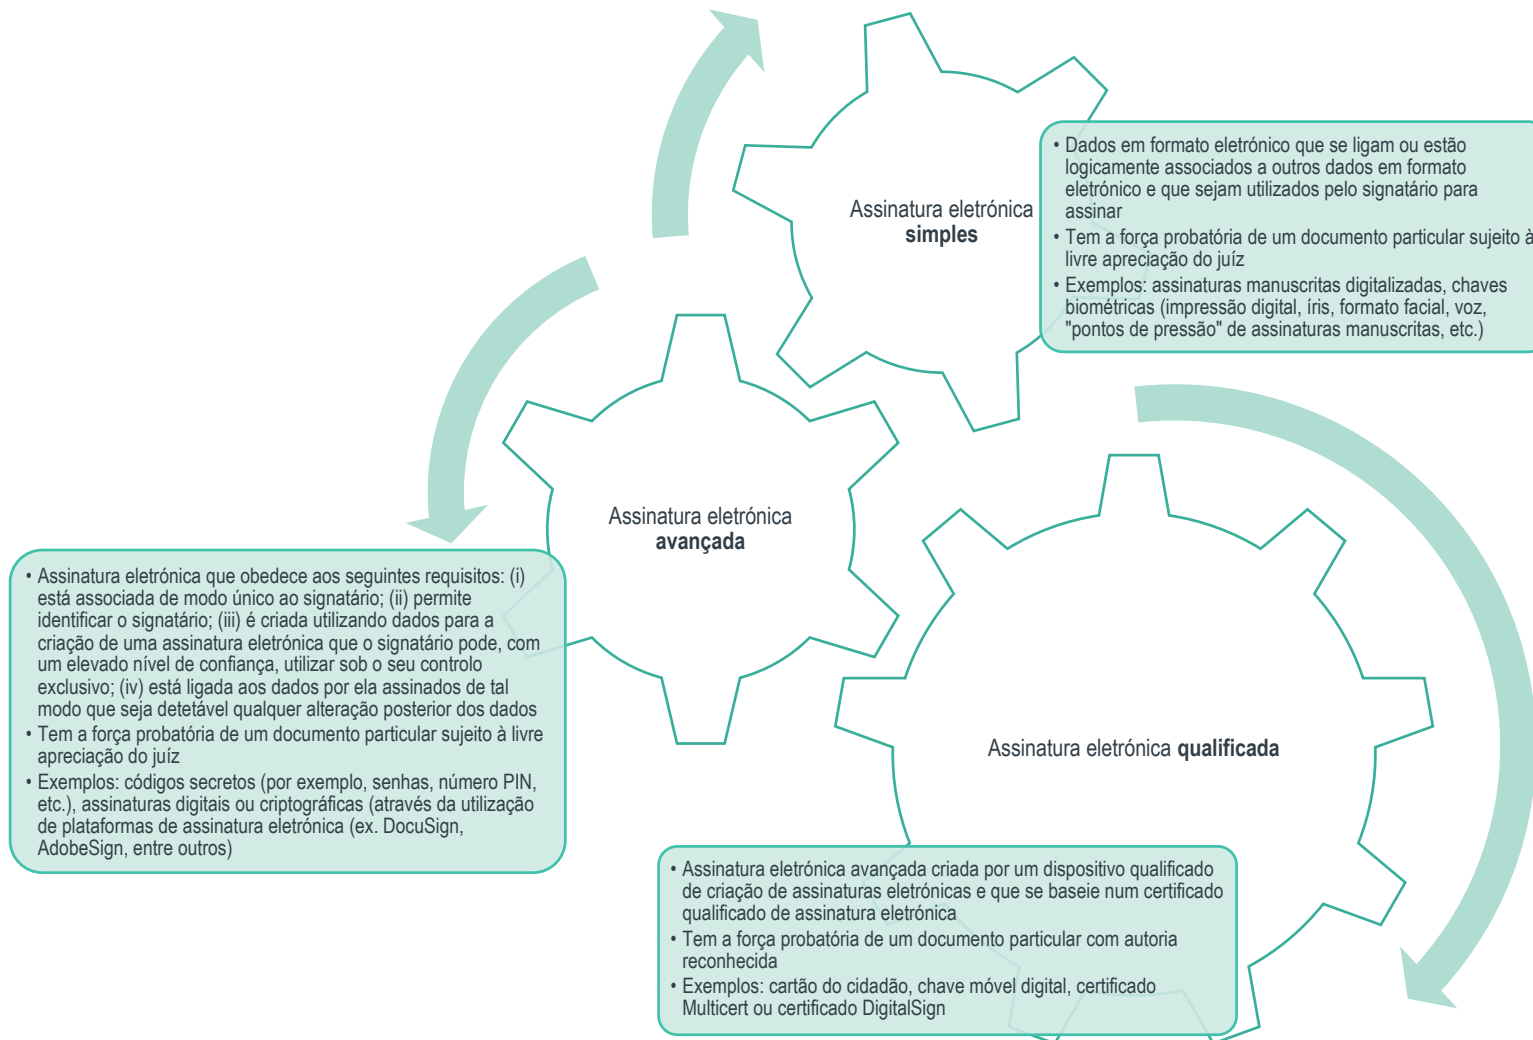 Assinatura eletrónica
simples
• Dados em formato eletrónico que se ligam ou estão
logicamente associados a outros dados em formato
eletrónico e que sejam utilizados pelo signatário para
assinar
• Tem a força probatória de um documento particular sujeito à
livre apreciação do juíz
• Exemplos: assinaturas manuscritas digitalizadas, chaves
biométricas (impressão digital, íris, formato facial, voz,
"pontos de pressão" de assinaturas manuscritas, etc.)
Assinatura eletrónica
avançada
• Assinatura eletrónica que obedece aos seguintes requisitos: (i)
está associada de modo único ao signatário; (ii) permite
identificar o signatário; (iii) é criada utilizando dados para a
criação de uma assinatura eletrónica que o signatário pode, com
um elevado nível de confiança, utilizar sob o seu controlo
exclusivo; (iv) está ligada aos dados por ela assinados de tal
modo que seja detetável qualquer alteração posterior dos dados
• Tem a força probatória de um documento particular sujeito à livre
apreciação do juíz
• Exemplos: códigos secretos (por exemplo, senhas, número PIN,
etc.), assinaturas digitais ou criptográficas (através da utilização
de plataformas de assinatura eletrónica (ex. DocuSign,
AdobeSign, entre outros)
Assinatura eletrónica qualificada
• Assinatura eletrónica avançada criada por um dispositivo qualificado
de criação de assinaturas eletrónicas e que se baseie num certificado
qualificado de assinatura eletrónica
• Tem a força probatória de um documento particular com autoria
reconhecida
• Exemplos: cartão do cidadão, chave móvel digital, certificado
Multicert ou certificado DigitalSign